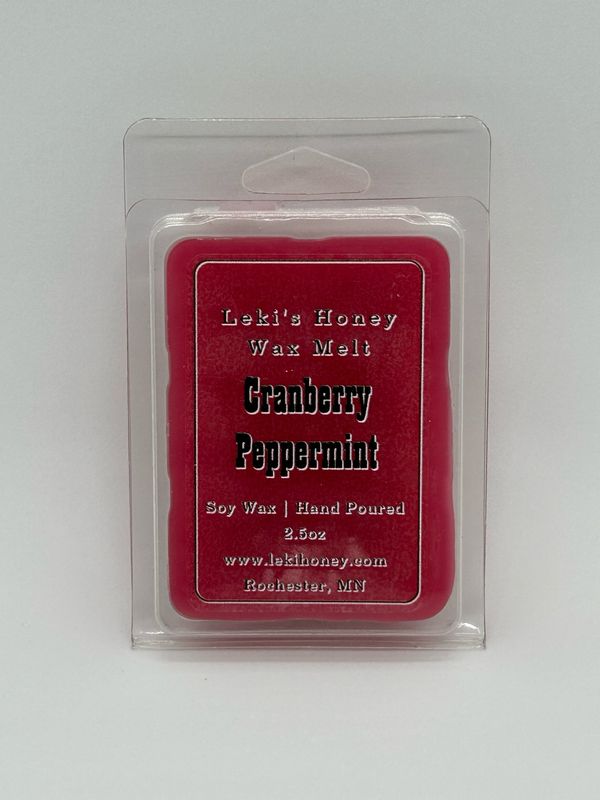 Leki's Honey
Wax Melt
Cranberry
Peppermint
Soy Wax | Hand Poured
2.5oz
www.lekihoney.com
Rochester, MN